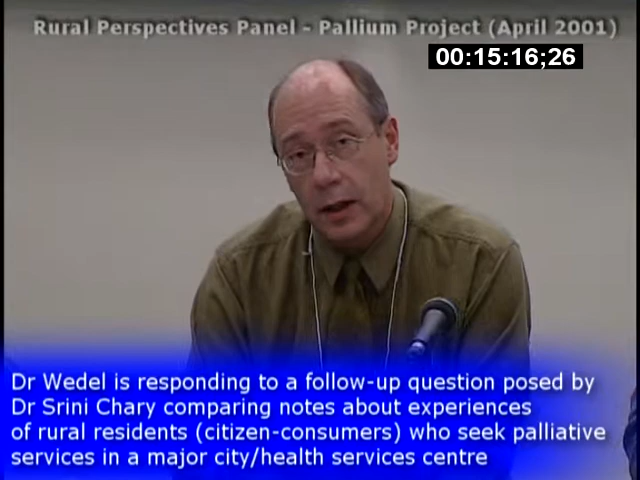 Rural Perspectives Panel - Pallium Project (April 2001)
00:15:16;26
Dr Wedel is responding to a follow-up question posed by
Dr Srini Chary comparing notes about experiences
of rural residents (citizen-consumers) who seek palliative
services in a major city/health services centre